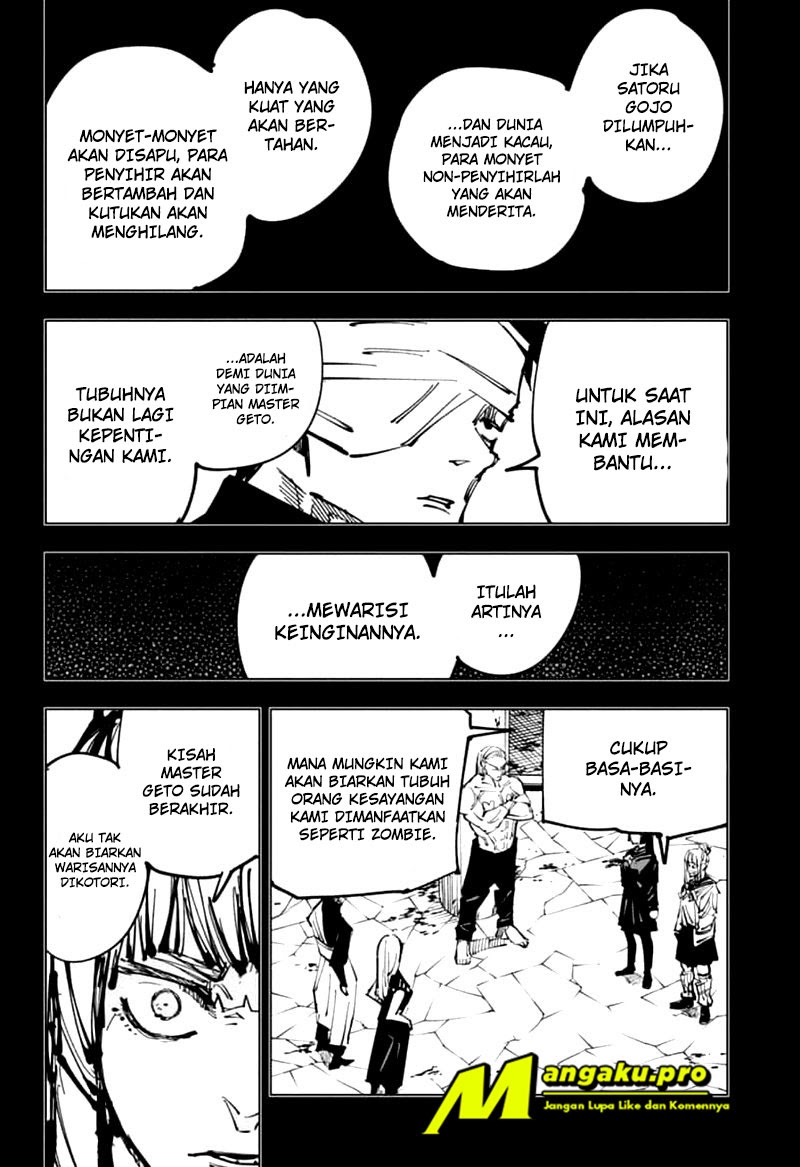 JIKA
SATORU
GOJO
DILUMPUH-
KAN...
...DAN DUNIA
MENJADI KACAU,
PARA MONYET
NON-PENYIHIRLAH
YANG AKAN
MENDERITA.
HANYA YANG
KUAT YANG
AKAN BER-
TAHAN.
MONYET-MONYET
AKAN DISAPU, PARA
PENYIHIR AKAN
BERTAMBAH DAN
KUTUKAN AKAN
MENGHILANG.
UNTUK SAAT
INI, ALASAN
KAMI MEM-
BANTU...
...ADALAH
DEMI DUNIA
YANG DIIM-
PIAN MASTER
GETO.
TUBUHNYA
BUKAN LAGI
KEPENTI-
NGAN KAMI.
ITULAH
ARTINYA
...
...MEWARISI
KEINGINANNYA.
CUKUP
BASA-BASI-
NYA.
MANA MUNGKIN KAMI
AKAN BIARKAN TUBUH
ORANG KESAYANGAN
KAMI DIMANFAATKAN
SEPERTI ZOMBIE.
KISAH
MASTER
GETO SUDAH
BERAKHIR.
AKU TAK
AKAN BIARKAN
WARISANNYA
DIKOTORI.
Mangaku.pro
Jangan Lupa Like dan Komennya